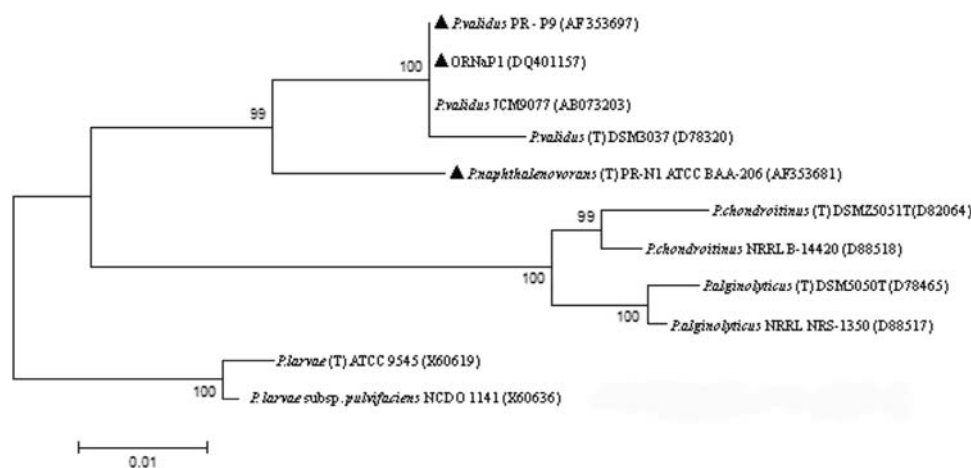 ▲P.validus PR - P9 (AF353697)
▲ORNaP1 (DQ401157)
100
P.validus JCM9077 (AB073203)
99
P.validus (T) DSM3037 (D78320)
▲P.naphthalenovorans (T) PR-N1 ATCC BAA-206 (AF353681)
P.chondroitinus (T) DSMZ5051T(D82064)
99
P.chondroitinus NRRL B-14420 (D88518)
100
P.alginolyticus (T) DSM5050T (D78465)
100
P.alginolyticus NRRL NRS-1350 (D88517)
P.larvae (T) ATCC 9545 (X60619)
100
P.larvae subsp. pulvifaciens NCDO 1141 (X60636)
0.01